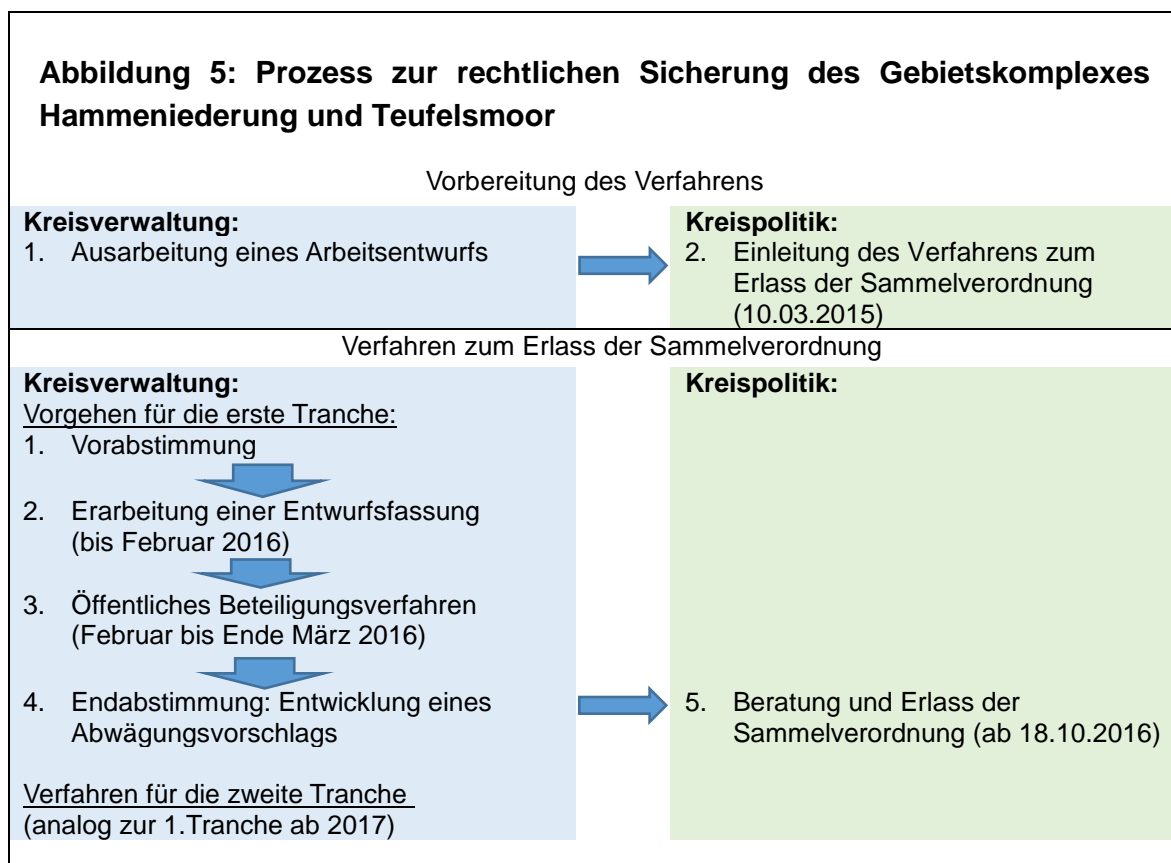 Abbildung 5: Prozess zur rechtlichen Sicherung des Gebietskomplexes
Hammeniederung und Teufelsmoor
Vorbereitung des Verfahrens
Kreisverwaltung:
1. Ausarbeitung eines Arbeitsentwurfs
Kreispolitik:
2. Einleitung des Verfahrens zum
Erlass der Sammelverordnung
(10.03.2015)
Verfahren zum Erlass der Sammelverordnung
Kreisverwaltung:
Vorgehen für die erste Tranche:
1. Vorabstimmung
2. Erarbeitung einer Entwurfsfassung
(bis Februar 2016)
3. Öffentliches Beteiligungsverfahren
(Februar bis Ende März 2016)
4. Endabstimmung: Entwicklung eines
Abwägungsvorschlags
Verfahren für die zweite Tranche
(analog zur 1.Tranche ab 2017)
Kreispolitik:
5. Beratung und Erlass der
Sammelverordnung (ab 18.10.2016)